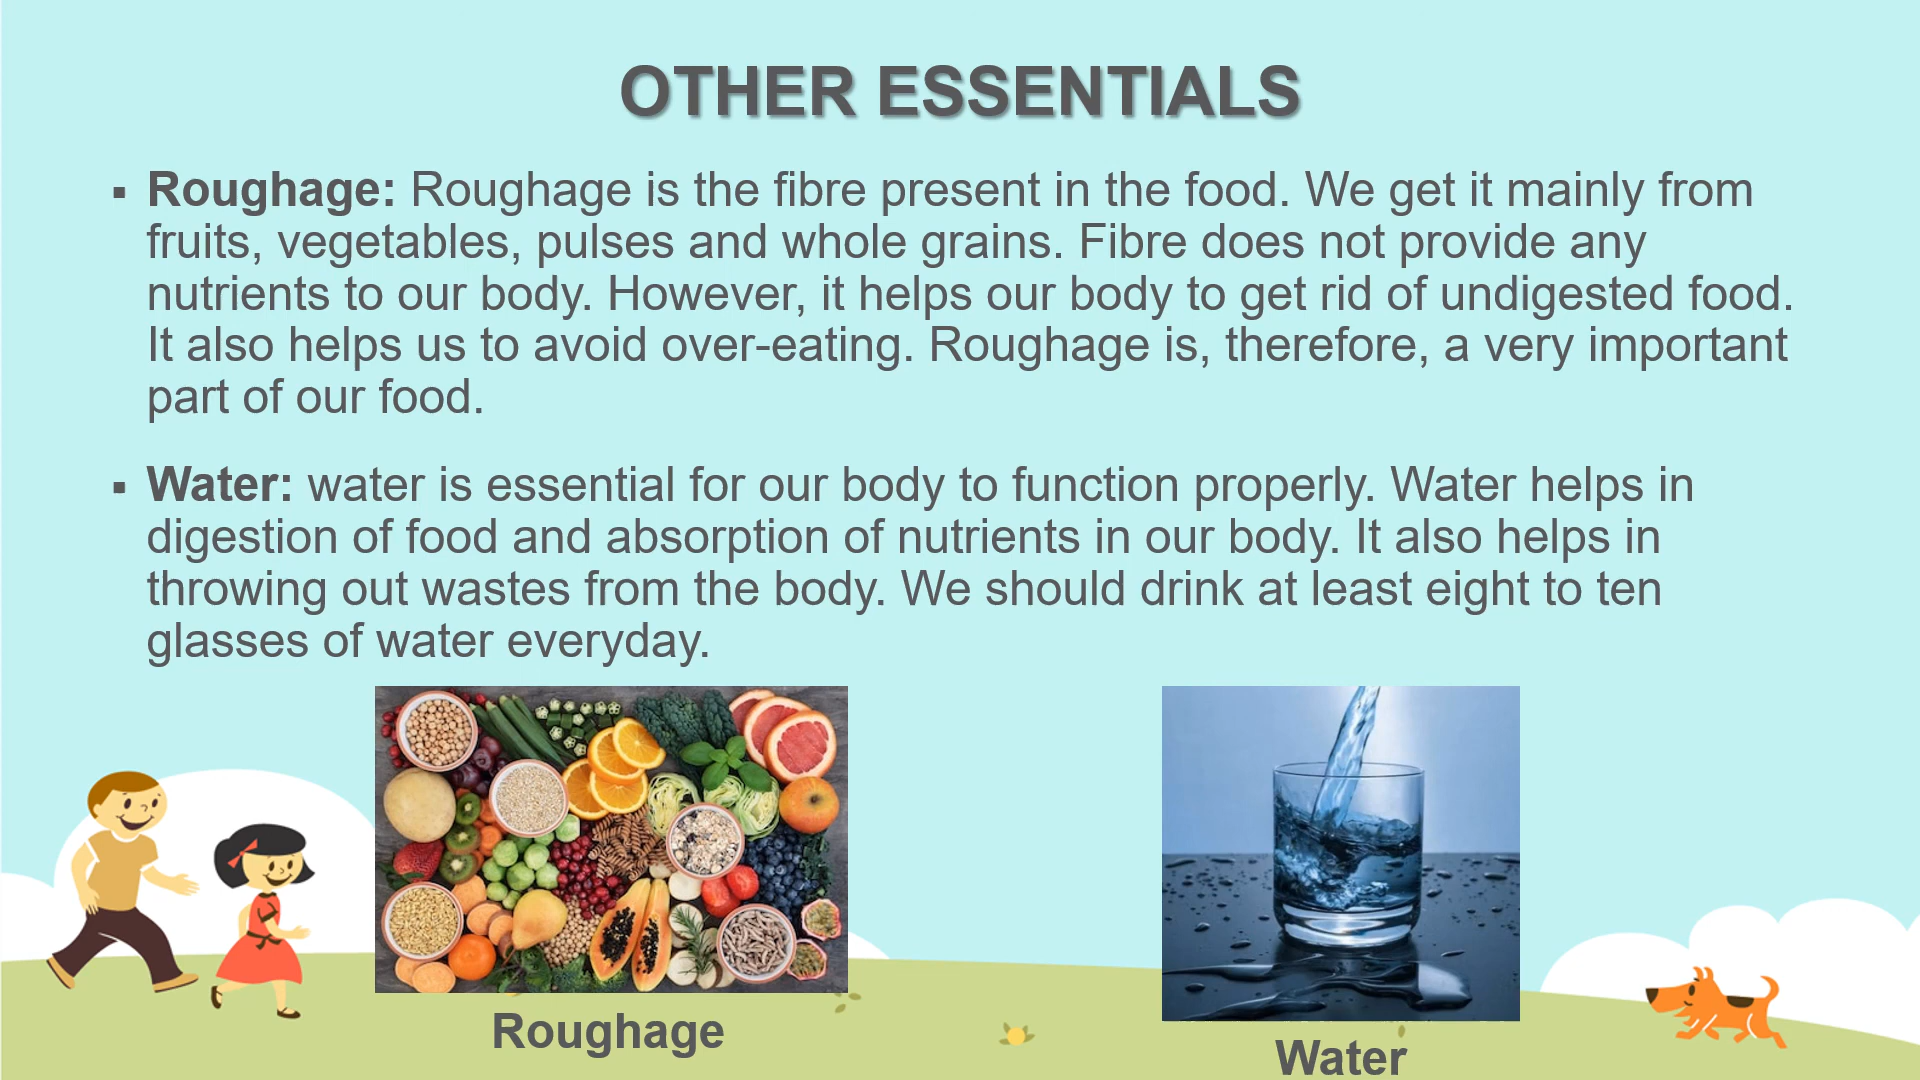 OTHER ESSENTIALS
▪ Roughage: Roughage is the fibre present in the food. We get it mainly from
fruits, vegetables, pulses and whole grains. Fibre does not provide any
nutrients to our body. However, it helps our body to get rid of undigested food.
It also helps us to avoid over-eating. Roughage is, therefore, a very important
part of our food.
▪ Water: water is essential for our body to function properly. Water helps in
digestion of food and absorption of nutrients in our body. It also helps in
throwing out wastes from the body. We should drink at least eight to ten
glasses of water everyday.
Roughage
Water